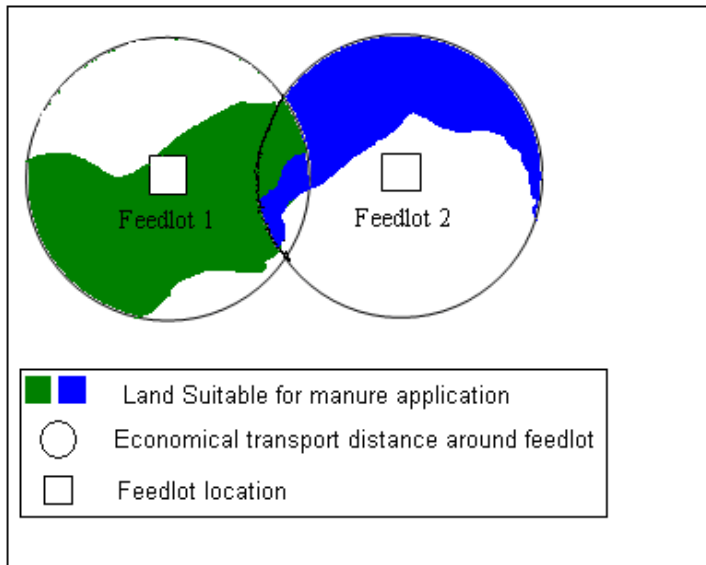 Feedlot 1
Feedlot 2
Land Suitable for manure application
Economical transport distance around feedlot
Feedlot location